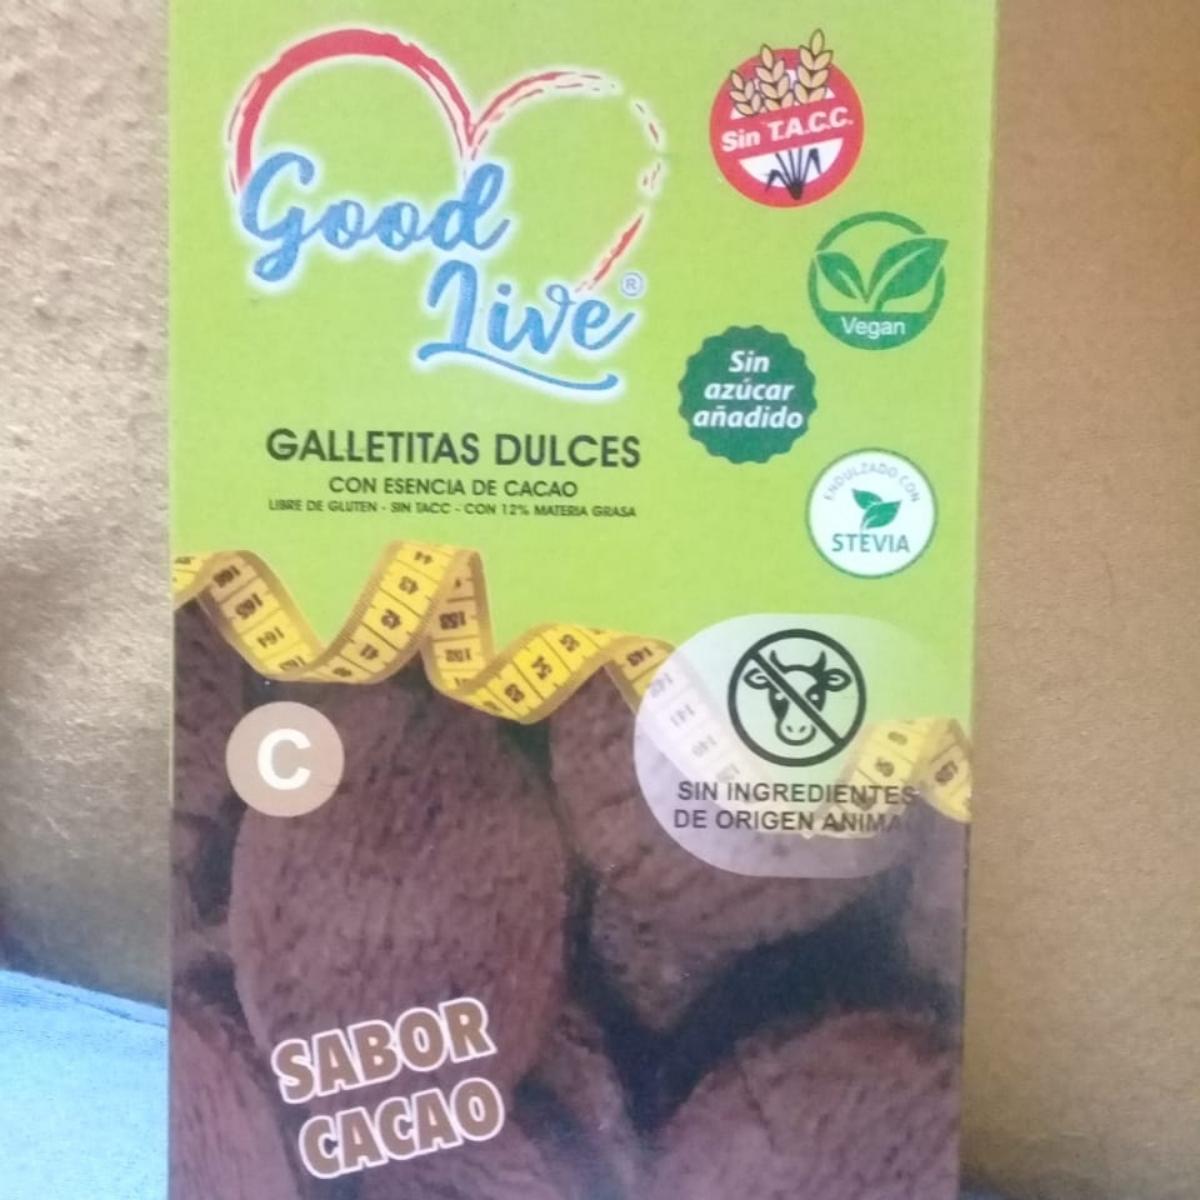 Good
Live®
Sin T.A.C.C.
Vegan
Sin
azúcar
añadido
GALLETITAS DULCES
CON ESENCIA DE CACAO
LIBRE DE GLUTEN - SIN TACC - CON 12% MATERIA GRASA
ENDULZADO CON
STEVIA
C
SIN INGREDIENTES
DE ORIGEN ANIMA
SABOR
CACAO